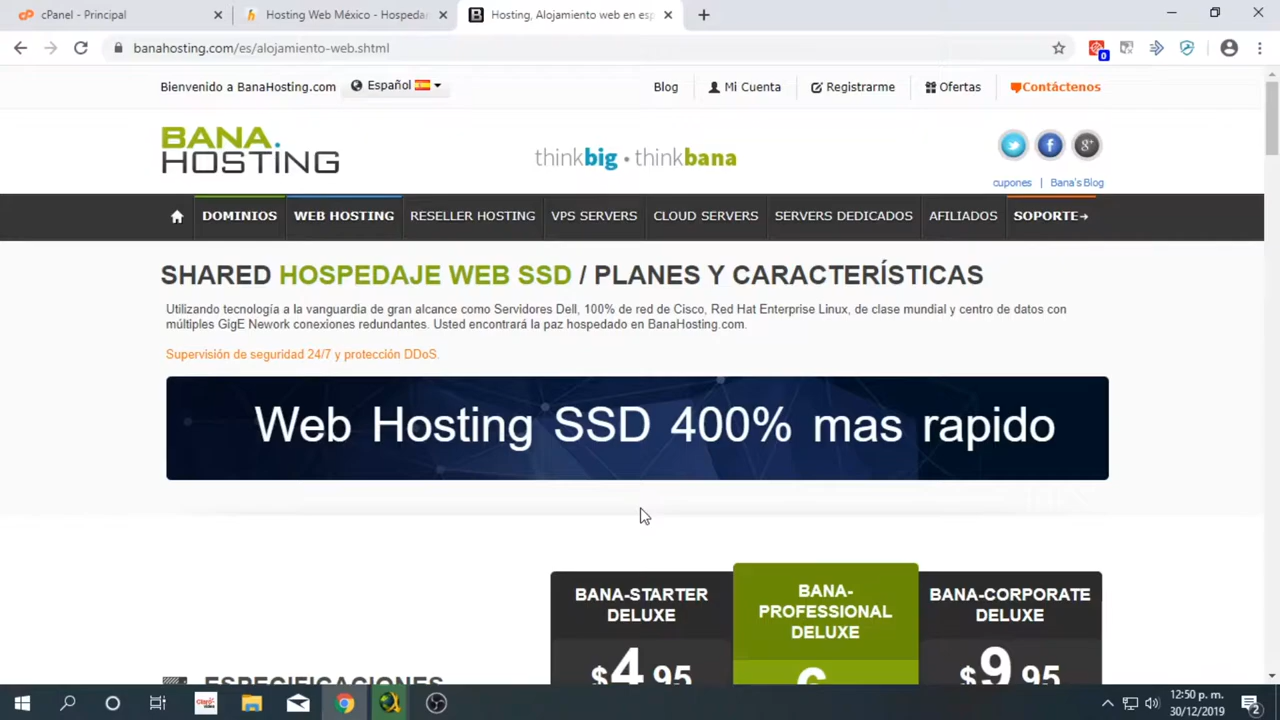 cPanel - Principal
Hosting Web México - Hospeda
Hosting, Alojamiento web en esp
banahosting.com/es/alojamiento-web.shtml
0
Bienvenido a BanaHosting.com
Español
Blog
Mi Cuenta
Registrarme
Ofertas
Contáctenos
BANA.
HOSTING
thinkbig • thinkbana
cupones | Bana's Blog
DOMINIOS
WEB HOSTING
RESELLER HOSTING
VPS SERVERS
CLOUD SERVERS
SERVERS DEDICADOS
AFILIADOS
SOPORTE→
SHARED HOSPEDAJE WEB SSD / PLANES Y CARACTERÍSTICAS
Utilizando tecnología a la vanguardia de gran alcance como Servidores Dell, 100% de red de Cisco, Red Hat Enterprise Linux, de clase mundial y centro de datos con
múltiples GigE Nework conexiones redundantes. Usted encontrará la paz hospedado en BanaHosting.com.
Supervisión de seguridad 24/7 y protección DDoS.
Web Hosting SSD 400% mas rapido
BANA-STARTER
DELUXE
BANA-
PROFESSIONAL
DELUXE
BANA-CORPORATE
DELUXE
$4.95
$9.95
ESPECIFICACIONES
12:50 p. m.
30/12/2019
2